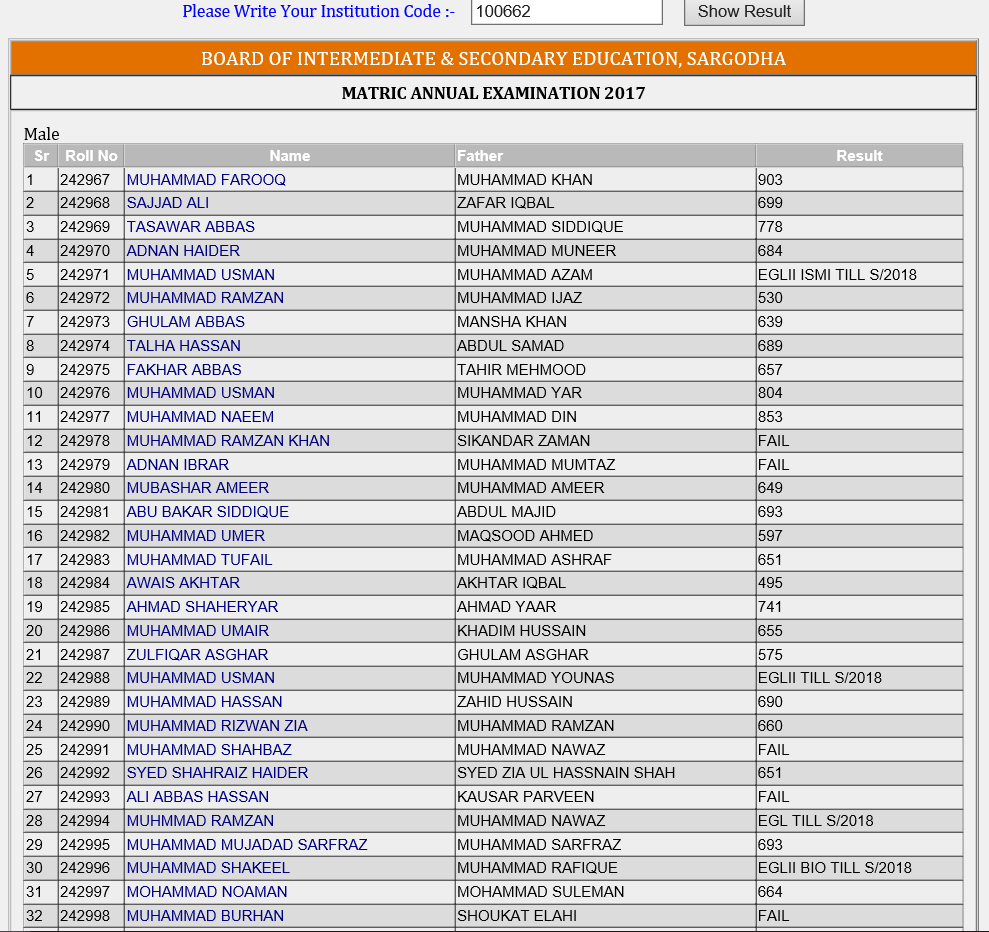 Please Write Your Institution Code :- 100662 Show Result
BOARD OF INTERMEDIATE & SECONDARY EDUCATION, SARGODHA
MATRIC ANNUAL EXAMINATION 2017
Male
Sr Roll No Name Father Result
1 242967 MUHAMMAD FAROOQ MUHAMMAD KHAN 903
2 242968 SAJJAD ALI ZAFAR IQBAL 699
3 242969 TASAWAR ABBAS MUHAMMAD SIDDIQUE 778
4 242970 ADNAN HAIDER MUHAMMAD MUNEER 684
5 242971 MUHAMMAD USMAN MUHAMMAD AZAM EGLII ISMI TILL S/2018
6 242972 MUHAMMAD RAMZAN MUHAMMAD IJAZ 530
7 242973 GHULAM ABBAS MANSHA KHAN 639
8 242974 TALHA HASSAN ABDUL SAMAD 689
9 242975 FAKHAR ABBAS TAHIR MEHMOOD 657
10 242976 MUHAMMAD USMAN MUHAMMAD YAR 804
11 242977 MUHAMMAD NAEEM MUHAMMAD DIN 853
12 242978 MUHAMMAD RAMZAN KHAN SIKANDAR ZAMAN FAIL
13 242979 ADNAN IBRAR MUHAMMAD MUMTAZ FAIL
14 242980 MUBASHAR AMEER MUHAMMAD AMEER 649
15 242981 ABU BAKAR SIDDIQUE ABDUL MAJID 693
16 242982 MUHAMMAD UMER MAQSOOD AHMED 597
17 242983 MUHAMMAD TUFAIL MUHAMMAD ASHRAF 651
18 242984 AWAIS AKHTAR AKHTAR IQBAL 495
19 242985 AHMAD SHAHERYAR AHMAD YAAR 741
20 242986 MUHAMMAD UMAIR KHADIM HUSSAIN 655
21 242987 ZULFIQAR ASGHAR GHULAM ASGHAR 575
22 242988 MUHAMMAD USMAN MUHAMMAD YOUNAS EGLII TILL S/2018
23 242989 MUHAMMAD HASSAN ZAHID HUSSAIN 690
24 242990 MUHAMMAD RIZWAN ZIA MUHAMMAD RAMZAN 660
25 242991 MUHAMMAD SHAHBAZ MUHAMMAD NAWAZ FAIL
26 242992 SYED SHAHRAIZ HAIDER SYED ZIA UL HASSNAIN SHAH 651
27 242993 ALI ABBAS HASSAN KAUSAR PARVEEN FAIL
28 242994 MUHMMAD RAMZAN MUHAMMAD NAWAZ EGL TILL S/2018
29 242995 MUHAMMAD MUJADAD SARFRAZ MUHAMMAD SARFRAZ 693
30 242996 MUHAMMAD SHAKEEL MUHAMMAD RAFIQUE EGLII BIO TILL S/2018
31 242997 MOHAMMAD NOAMAN MOHAMMAD SULEMAN 664
32 242998 MUHAMMAD BURHAN SHOUKAT ELAHI FAIL